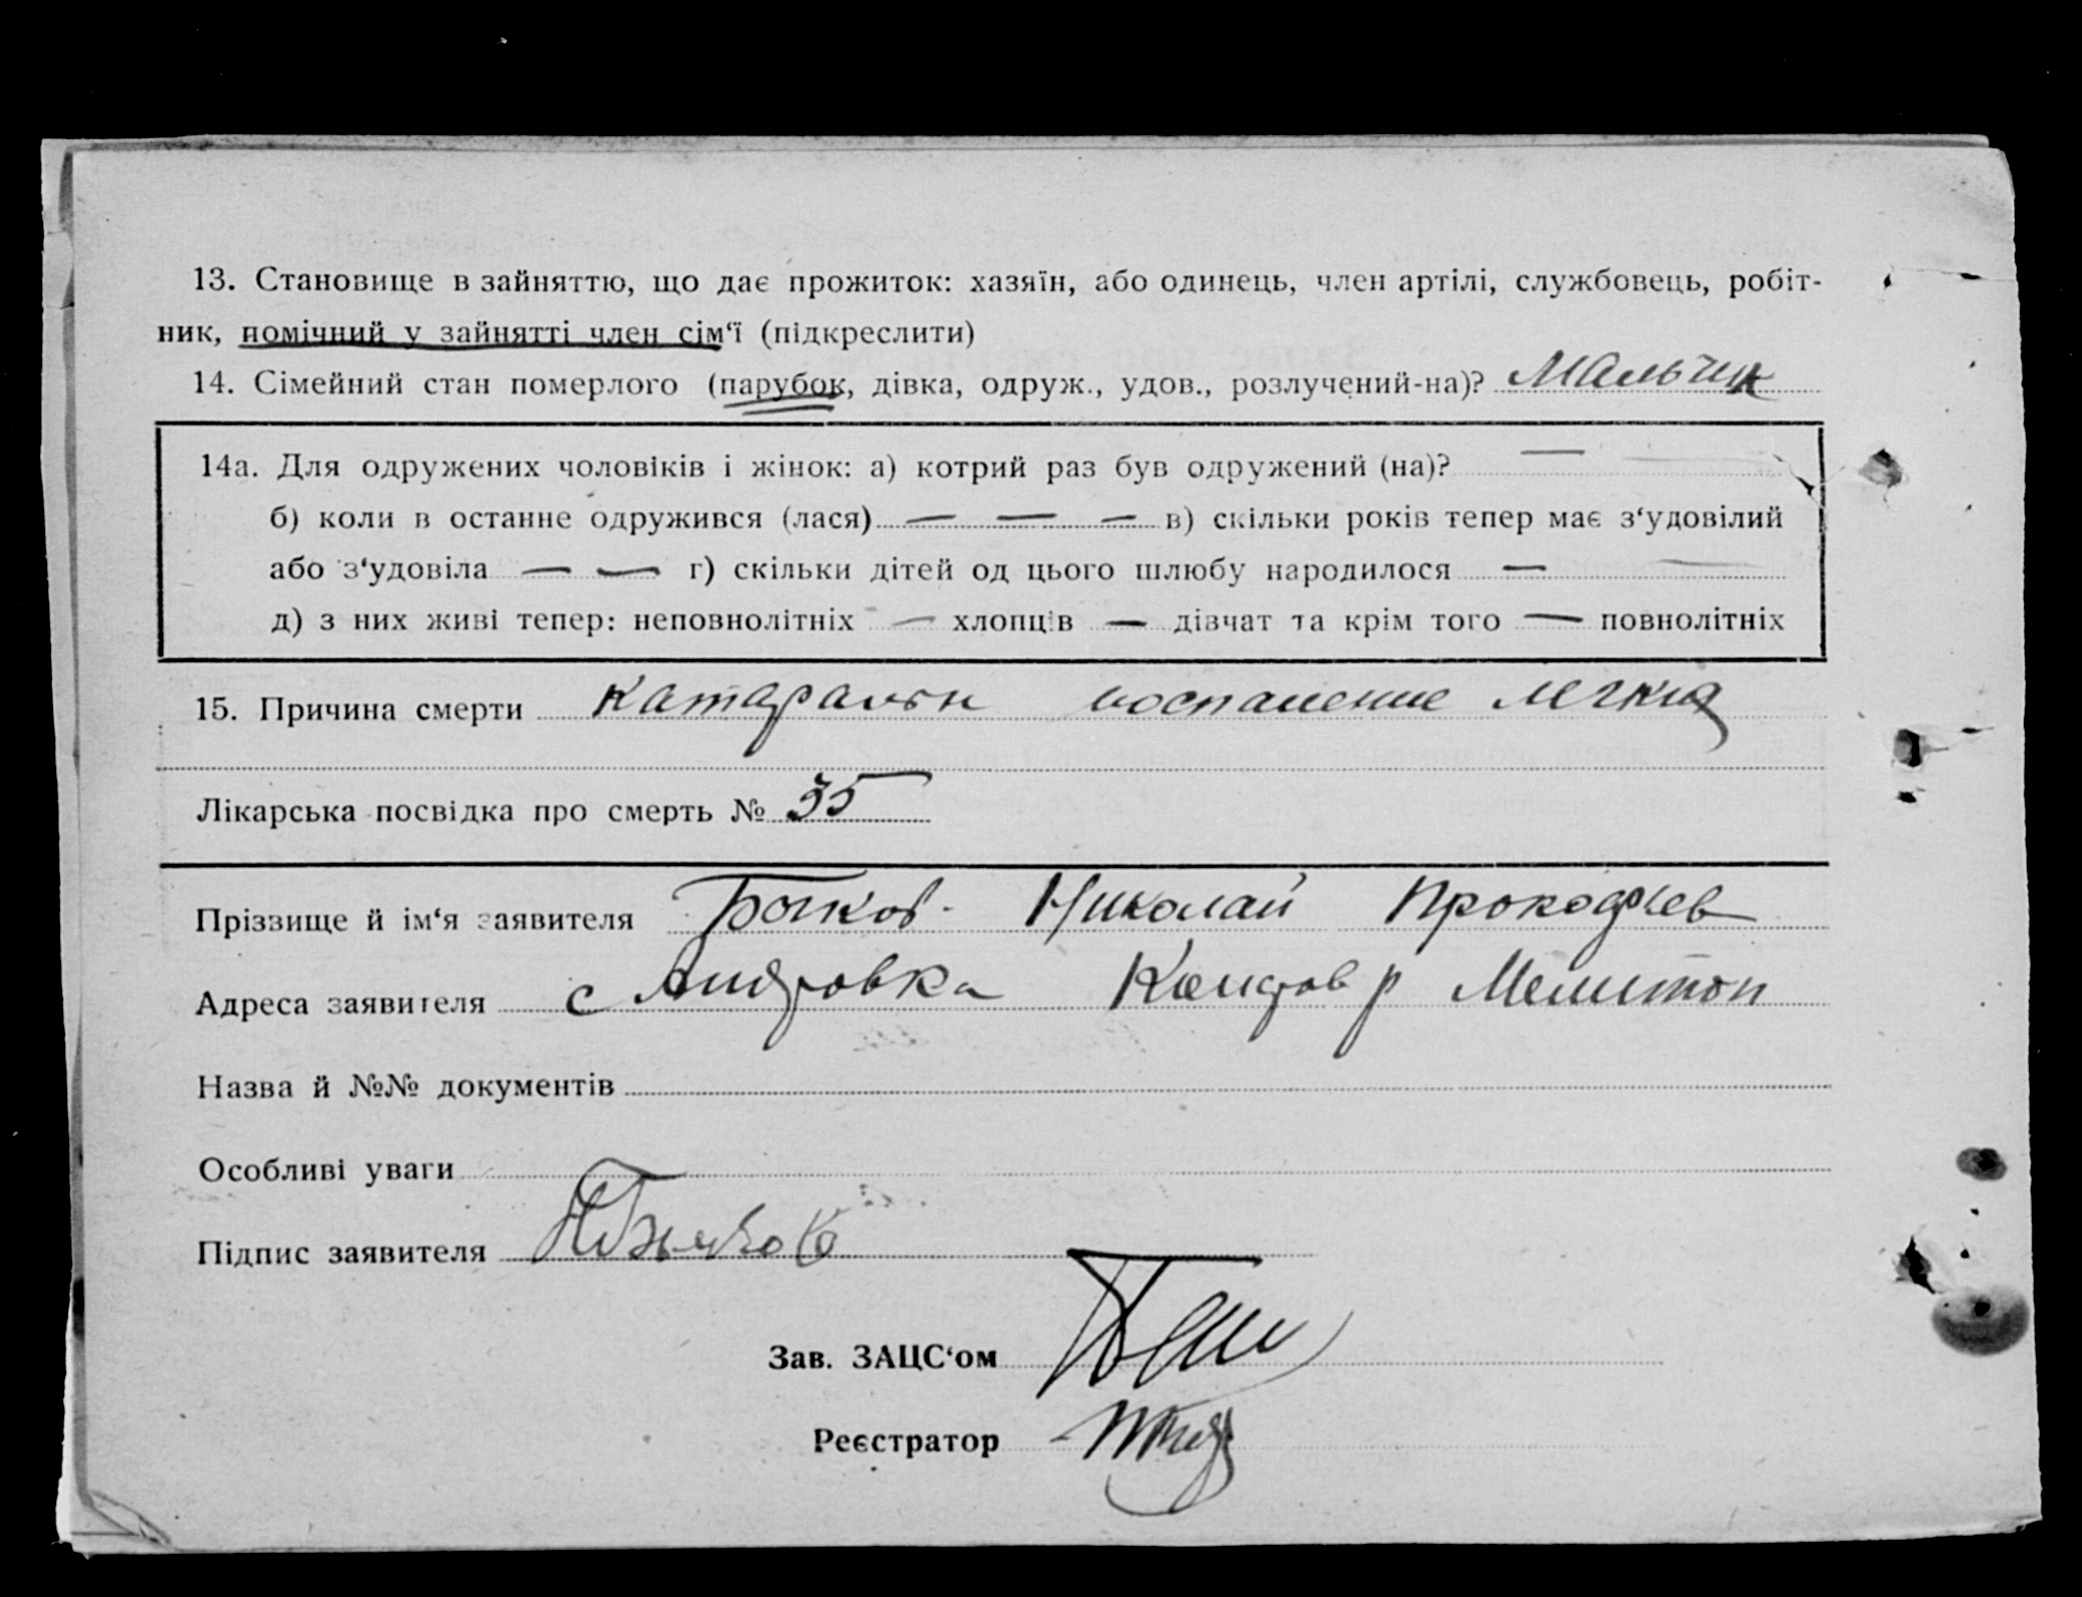 13. Становище в зайняттю, що дає прожиток: хазяїн, або одинець, член артілі, службовець, робіт-
ник, помічний у зайнятті член сім‘ї (підкреслити)
14. Сімейний стан померлого (парубок, дівка, одруж., удов., розлучений-на)? Мальчик
14а. Для одружених чоловіків і жінок: а) котрий раз був одружений (на)? —
б) коли в останнє одружився (лася) — — — в) скільки років тепер має з‘удовілий
або з‘удовіла — — г) скільки дітей од цього шлюбу народилося —
д) з них живі тепер: неповнолітніх — хлопців — дівчат та крім того — повнолітніх
15. Причина смерти Катаральн воспаление легких
Лікарська посвідка про смерть № 35
Прізвище й ім‘я заявителя Быков Николай Прокофьев
Адреса заявителя с Андровка р Мелитоп
Назва й №№ документів
Особливі уваги
Підпис заявителя НБыков
Зав. ЗАЦС‘ом
Реєстратор